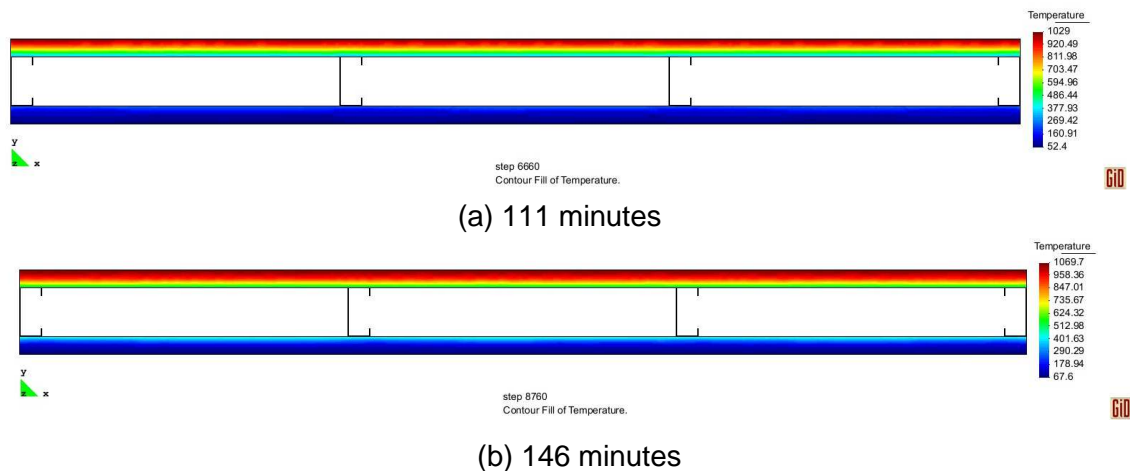 Temperature
1029
920.49
811.98
703.47
594.96
486.44
377.93
269.42
160.91
52.4
y
z x
step 6660
Contour Fill of Temperature.
GiD
(a) 111 minutes
Temperature
1069.7
958.36
847.01
735.67
624.32
512.98
401.63
290.29
178.94
67.6
y
z x
step 8760
Contour Fill of Temperature.
GiD
(b) 146 minutes